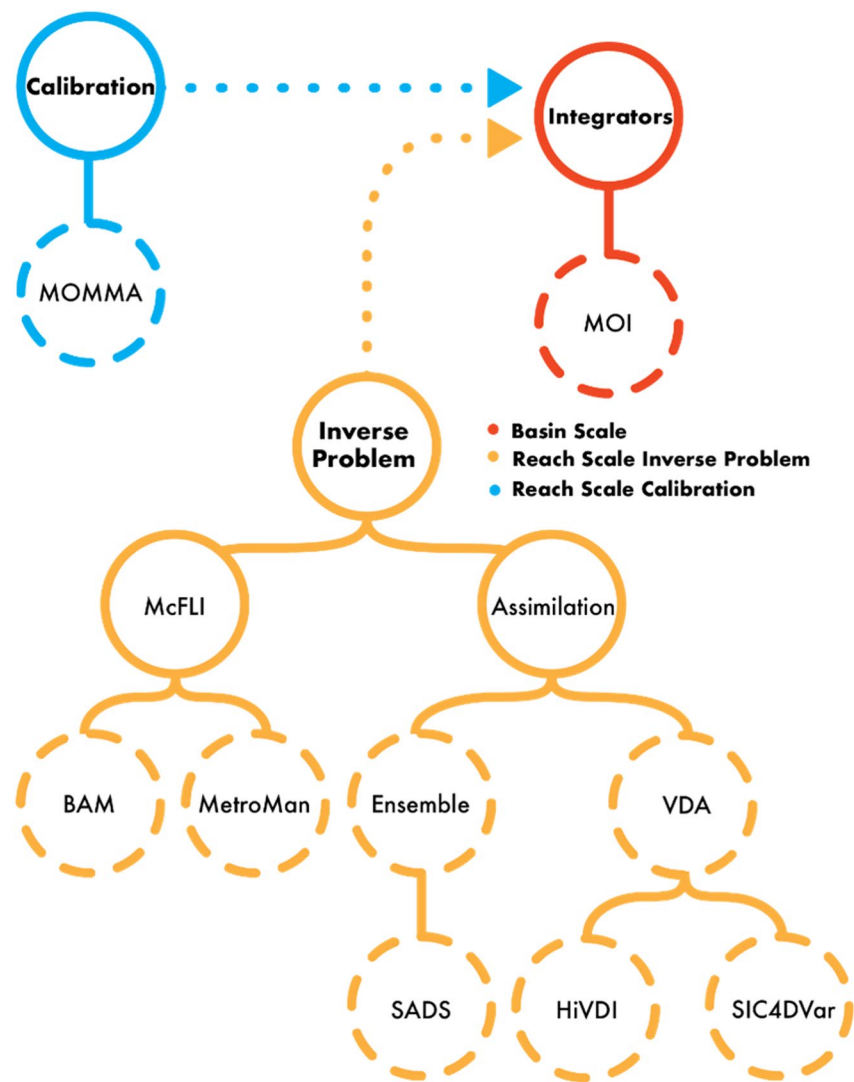 Calibration
Integrators
MOMMA
MOI
Inverse
Problem
Basin Scale
Reach Scale Inverse Problem
Reach Scale Calibration
McFLI
Assimilation
BAM
MetroMan
Ensemble
VDA
SADS
HiVDI
SIC4DVar